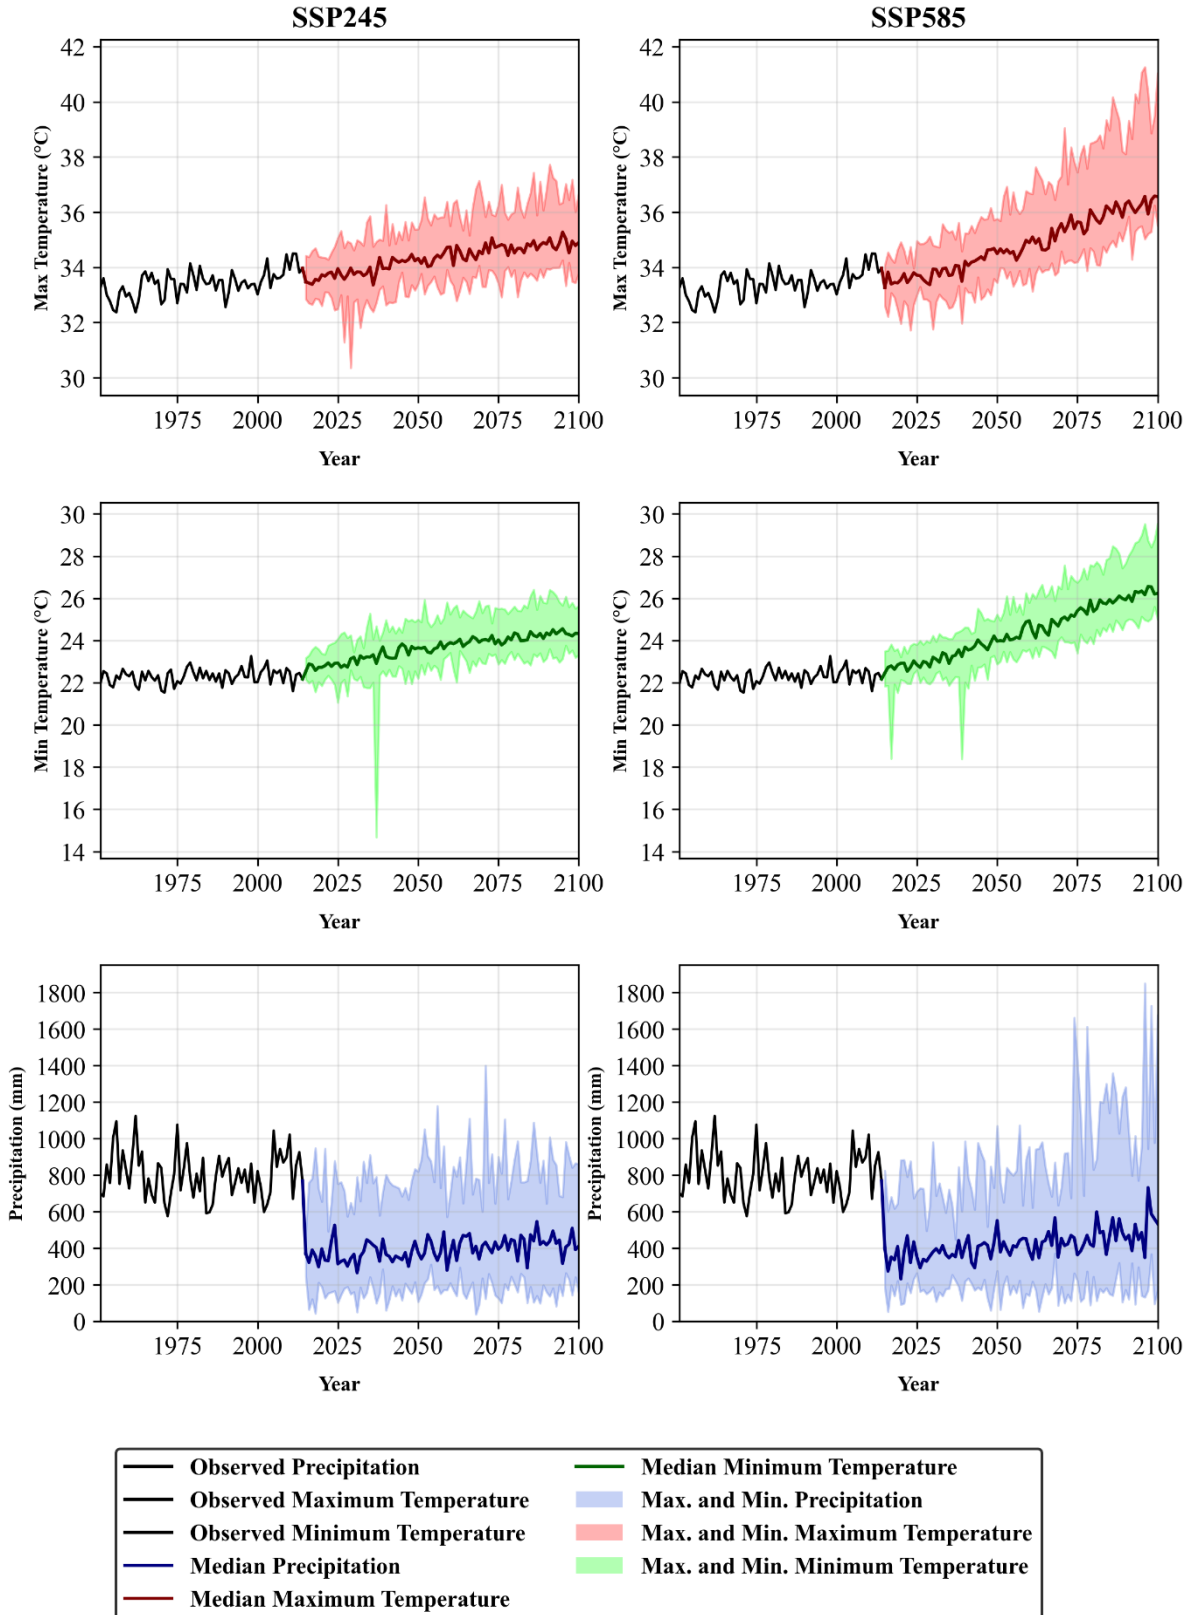 SSP245
SSP585
42
40
38
36
34
32
30
Max Temperature (°C)
1975 2000 2025 2050 2075 2100
Year
42
40
38
36
34
32
30
Max Temperature (°C)
1975 2000 2025 2050 2075 2100
Year
30
28
26
24
22
20
18
16
14
Min Temperature (°C)
1975 2000 2025 2050 2075 2100
Year
30
28
26
24
22
20
18
16
14
Min Temperature (°C)
1975 2000 2025 2050 2075 2100
Year
1800
1600
1400
1200
1000
800
600
400
200
0
Precipitation (mm)
1975 2000 2025 2050 2075 2100
Year
1800
1600
1400
1200
1000
800
600
400
200
0
Precipitation (mm)
1975 2000 2025 2050 2075 2100
Year
Observed Precipitation
Observed Maximum Temperature
Observed Minimum Temperature
Median Precipitation
Median Maximum Temperature
Median Minimum Temperature
Max. and Min. Precipitation
Max. and Min. Maximum Temperature
Max. and Min. Minimum Temperature